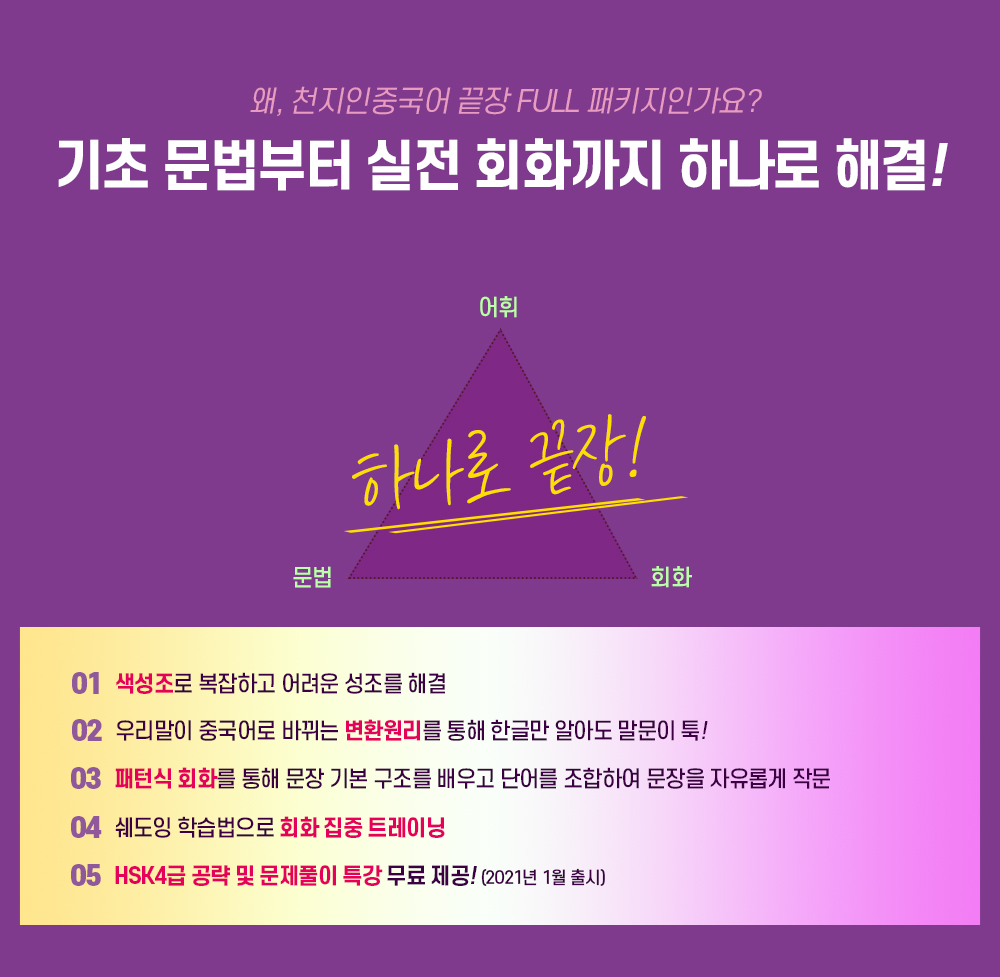 왜, 천지인중국어 끝장 FULL 패키지인가요?
기초 문법부터 실전 회화까지 하나로 해결!
어휘
하나로 끝장!
문법
회화
01 색성조로 복잡하고 어려운 성조를 해결
02 우리말이 중국어로 바뀌는 변환원리를 통해 한글만 알아도 말문이 툭!
03 패턴식 회화를 통해 문장 기본 구조를 배우고 단어를 조합하여 문장을 자유롭게 작문
04 쉐도잉 학습법으로 회화 집중 트레이닝
05 HSK4급 공략 및 문제풀이 특강 무료 제공! (2021년 1월 출시)